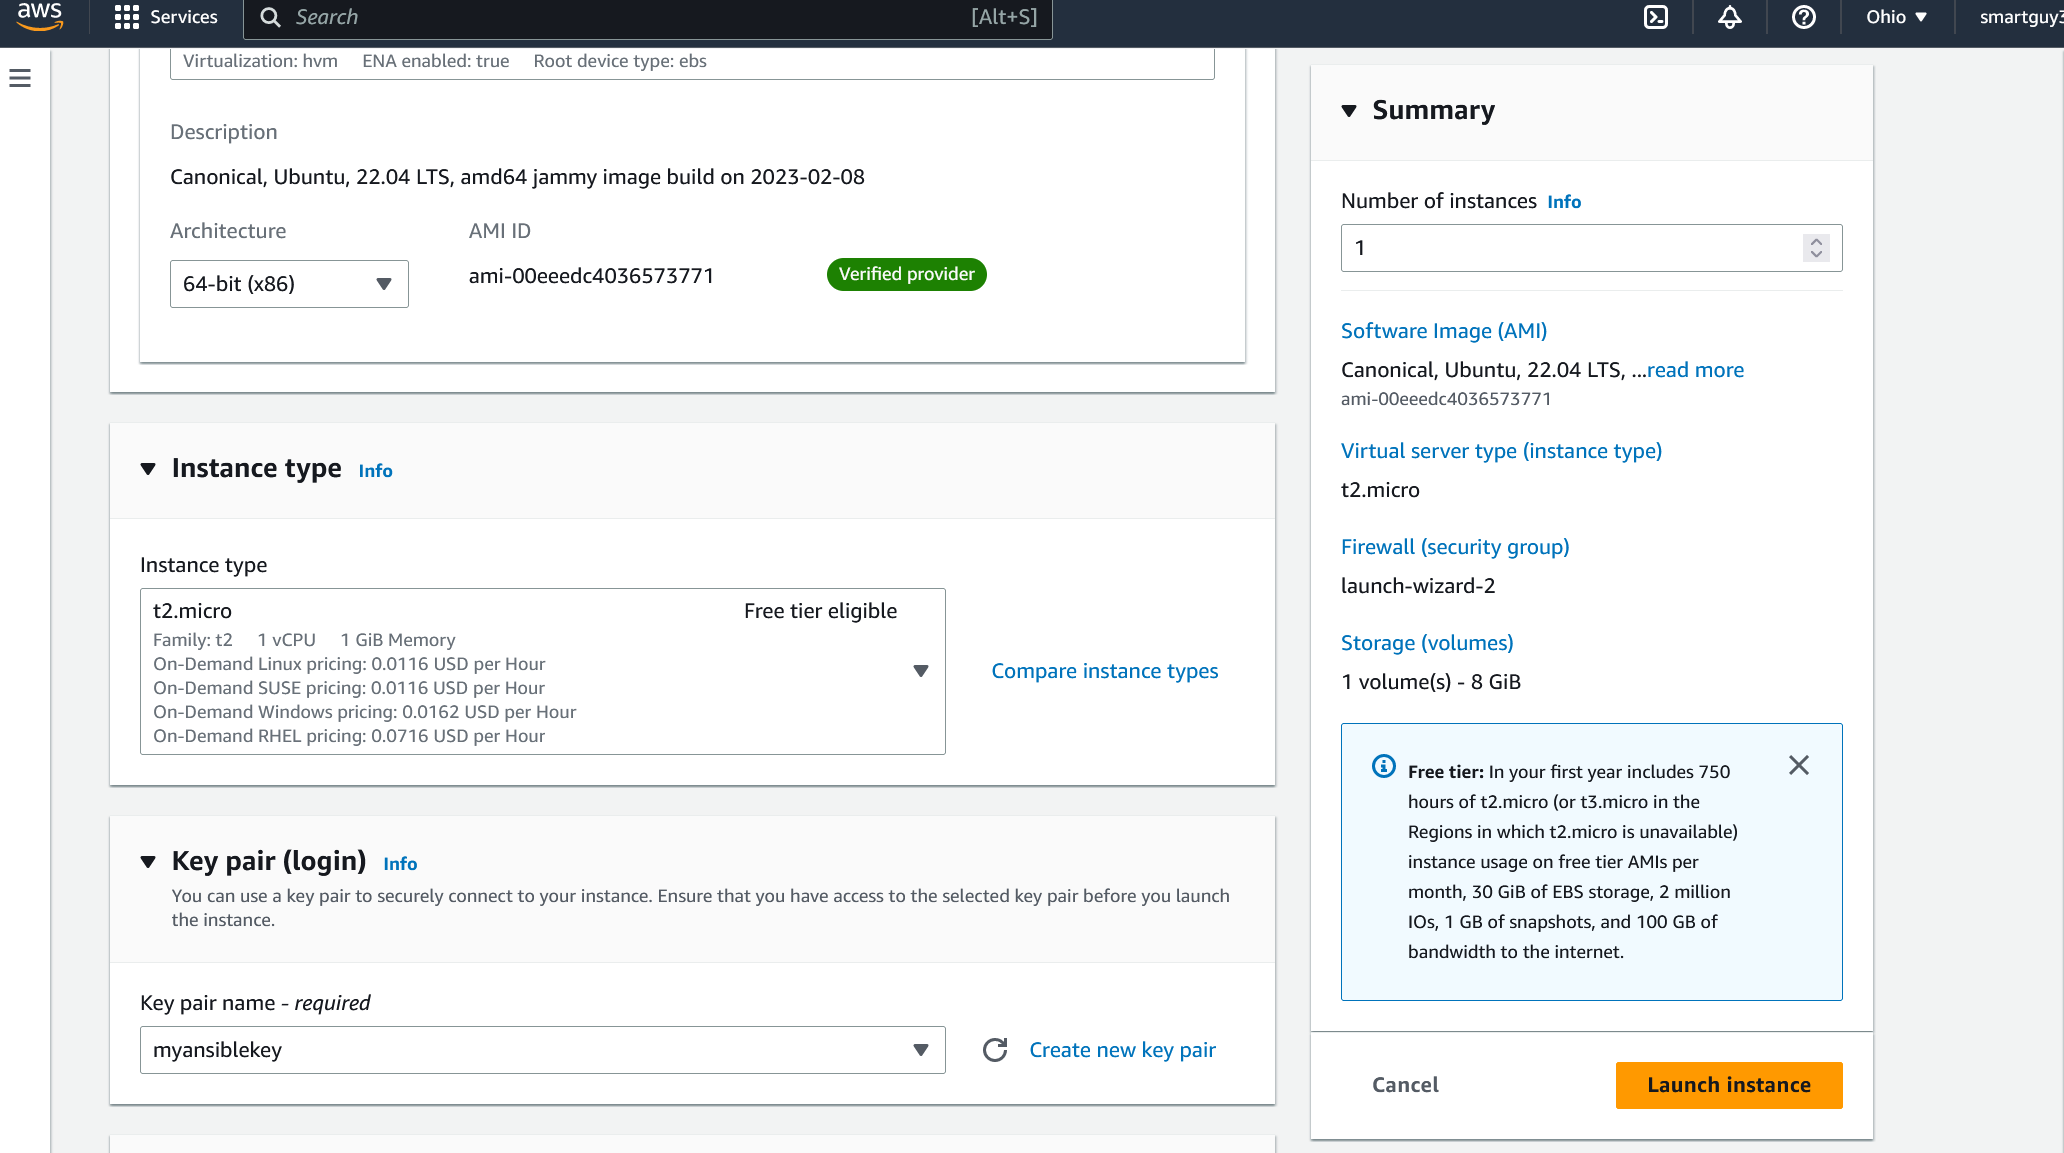 aws
Services
Search [Alt+S]
Ohio
smartguy3
Virtualization: hvm ENA enabled: true Root device type: ebs
Description
Canonical, Ubuntu, 22.04 LTS, amd64 jammy image build on 2023-02-08
Architecture
AMI ID
64-bit (x86)
ami-00eeedc4036573771
Verified provider
Instance type Info
Instance type
t2.micro Free tier eligible
Family: t2 1 vCPU 1 GiB Memory
On-Demand Linux pricing: 0.0116 USD per Hour
On-Demand SUSE pricing: 0.0116 USD per Hour
On-Demand Windows pricing: 0.0162 USD per Hour
On-Demand RHEL pricing: 0.0716 USD per Hour
Compare instance types
Key pair (login) Info
You can use a key pair to securely connect to your instance. Ensure that you have access to the selected key pair before you launch
the instance.
Key pair name - required
myansiblekey
Create new key pair
Summary
Number of instances Info
1
Software Image (AMI)
Canonical, Ubuntu, 22.04 LTS, ...read more
ami-00eeedc4036573771
Virtual server type (instance type)
t2.micro
Firewall (security group)
launch-wizard-2
Storage (volumes)
1 volume(s) - 8 GiB
Free tier: In your first year includes 750
hours of t2.micro (or t3.micro in the
Regions in which t2.micro is unavailable)
instance usage on free tier AMIs per
month, 30 GiB of EBS storage, 2 million
IOs, 1 GB of snapshots, and 100 GB of
bandwidth to the internet.
Cancel
Launch instance